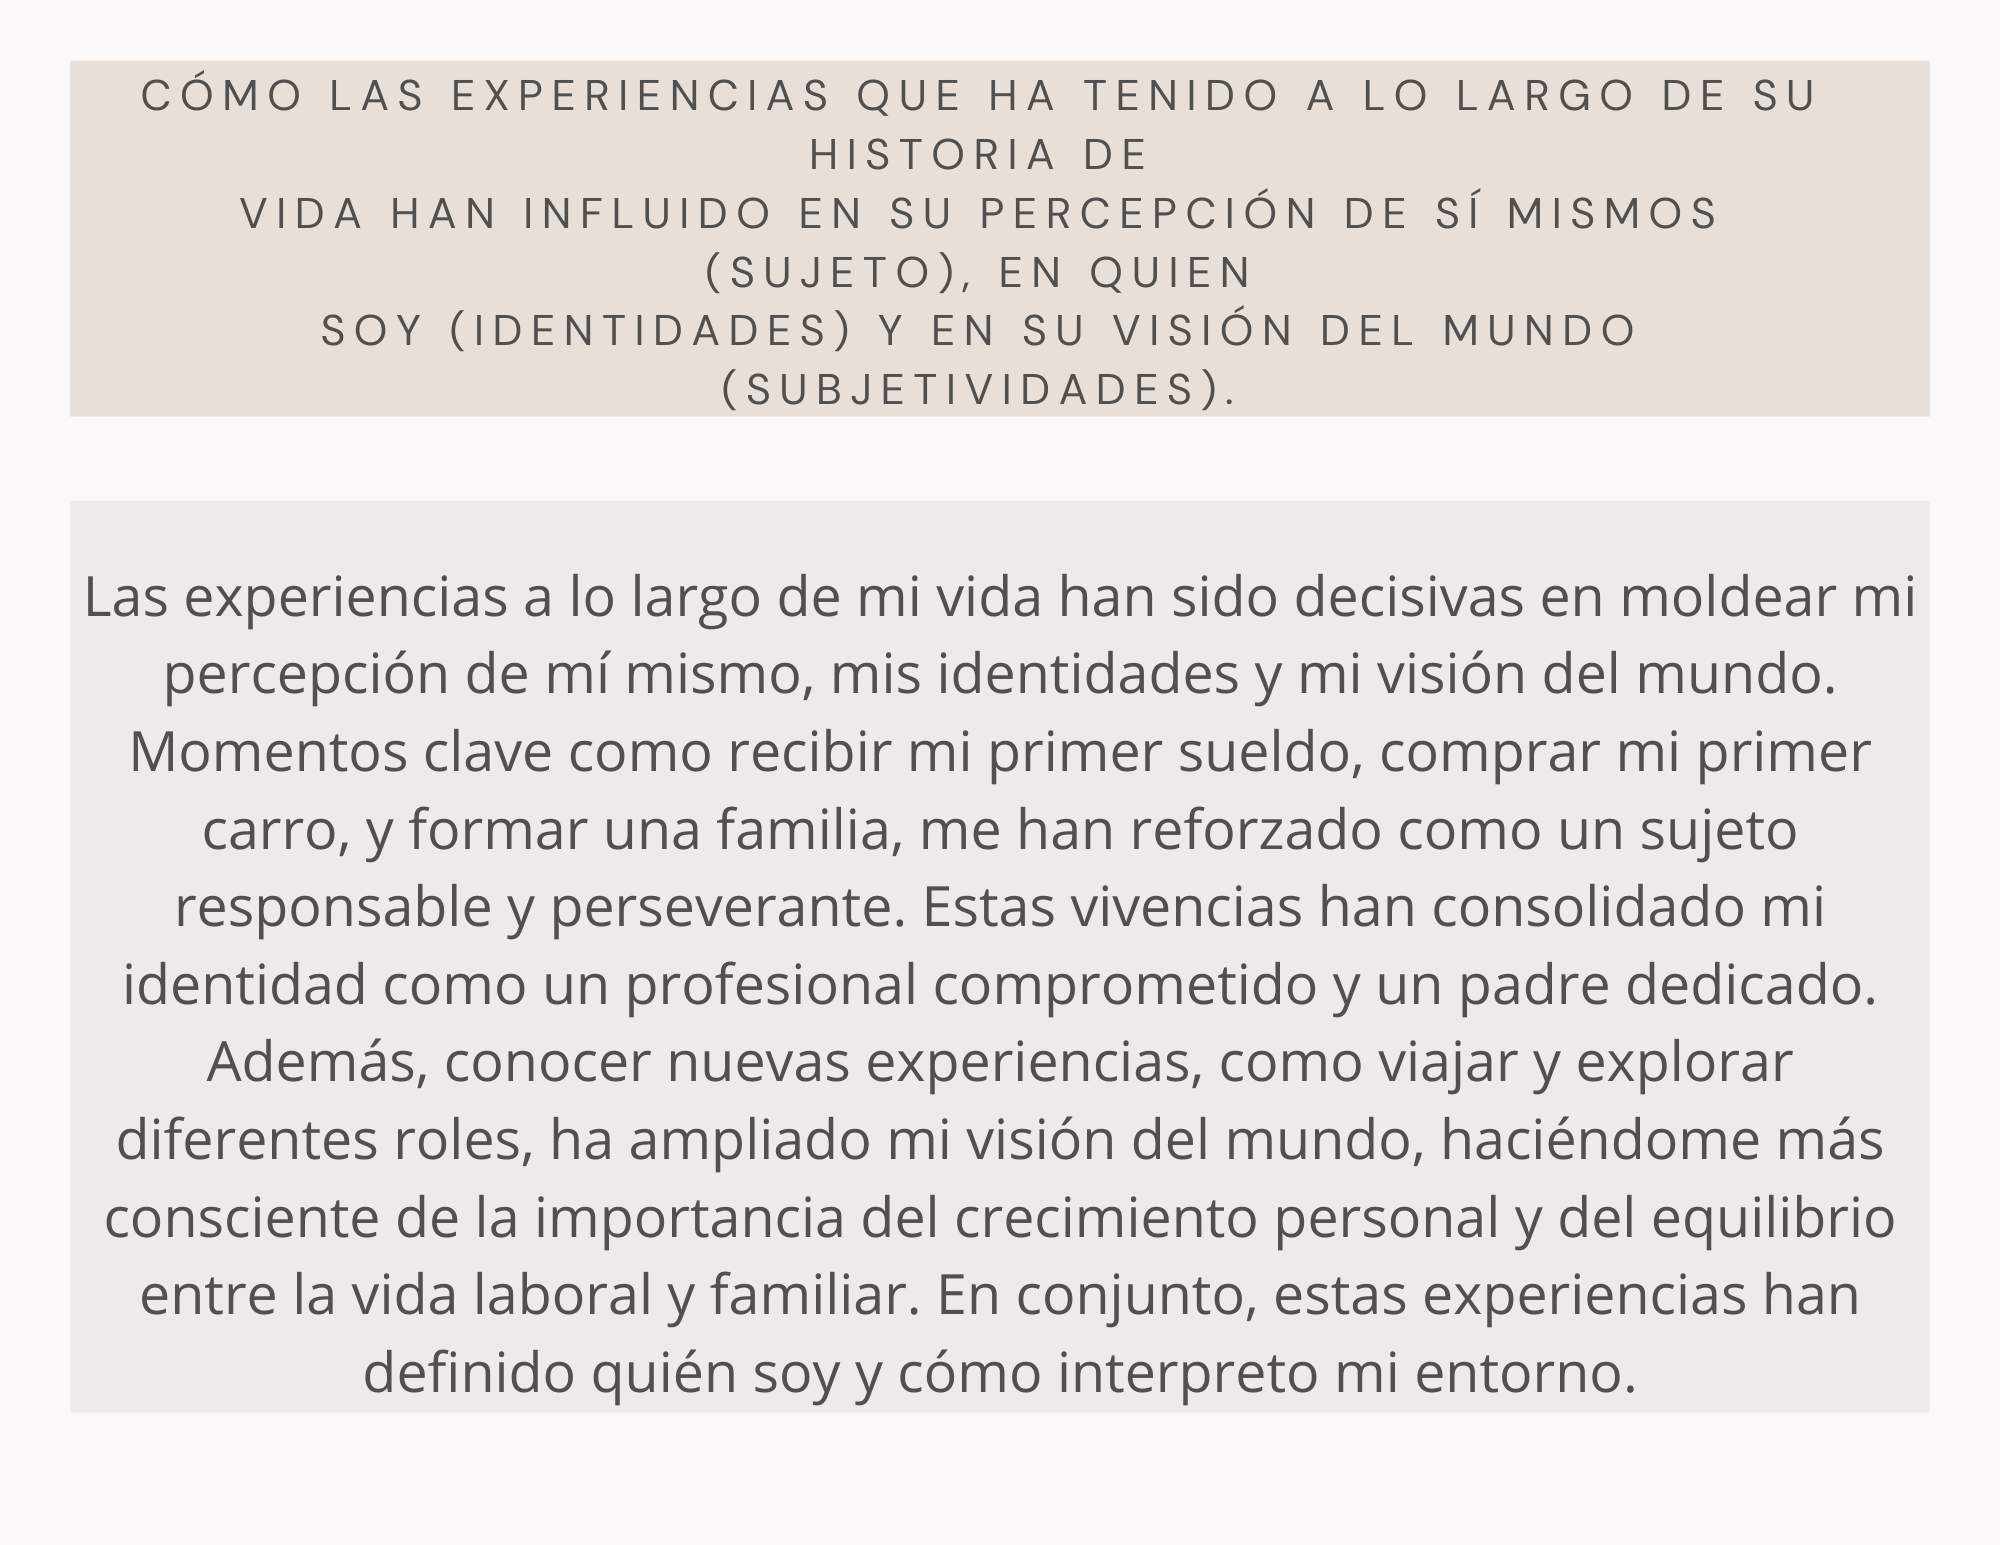 CÓMO LAS EXPERIENCIAS QUE HA TENIDO A LO LARGO DE SU
HISTORIA DE
VIDA HAN INFLUIDO EN SU PERCEPCIÓN DE SÍ MISMOS
(SUJETO), EN QUIEN
SOY (IDENTIDADES) Y EN SU VISIÓN DEL MUNDO
(SUBJETIVIDADES).
Las experiencias a lo largo de mi vida han sido decisivas en moldear mi
percepción de mí mismo, mis identidades y mi visión del mundo.
Momentos clave como recibir mi primer sueldo, comprar mi primer
carro, y formar una familia, me han reforzado como un sujeto
responsable y perseverante. Estas vivencias han consolidado mi
identidad como un profesional comprometido y un padre dedicado.
Además, conocer nuevas experiencias, como viajar y explorar
diferentes roles, ha ampliado mi visión del mundo, haciéndome más
consciente de la importancia del crecimiento personal y del equilibrio
entre la vida laboral y familiar. En conjunto, estas experiencias han
definido quién soy y cómo interpreto mi entorno.